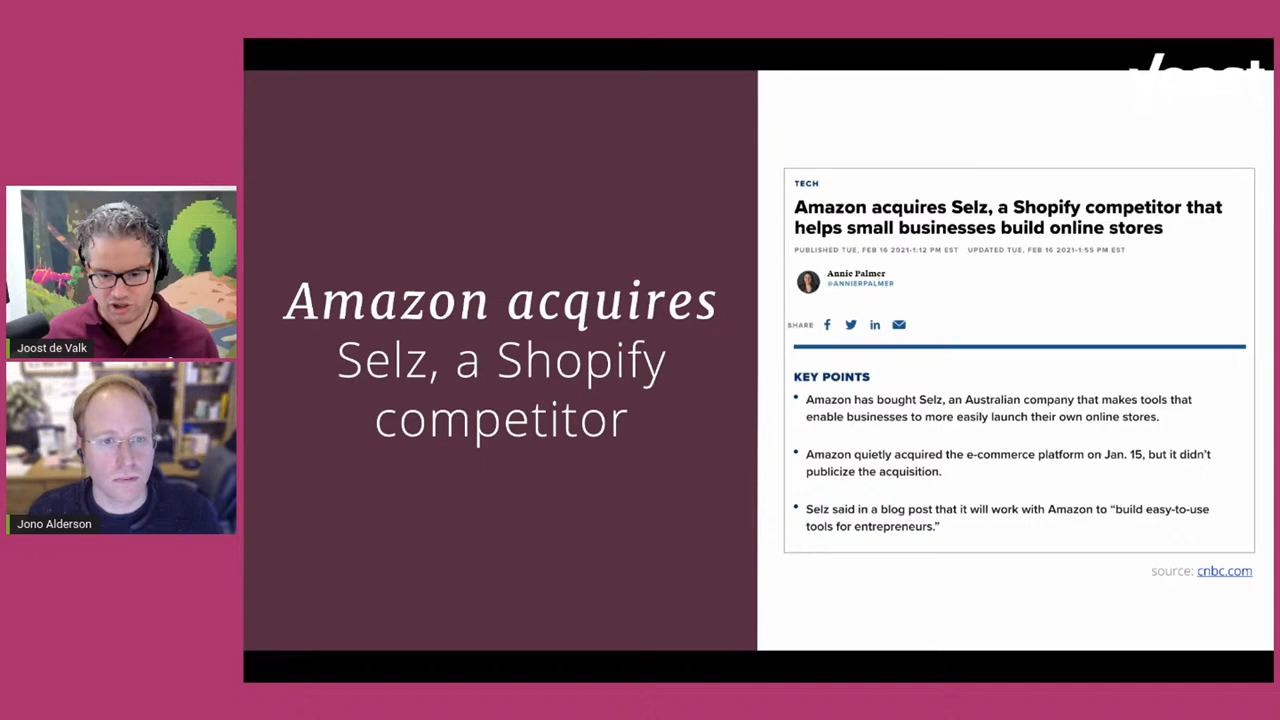 yoast
Joost de Valk
Jono Alderson
Amazon acquires
Selz, a Shopify
competitor
TECH
Amazon acquires Selz, a Shopify competitor that
helps small businesses build online stores
PUBLISHED TUE, FEB 16 2021-1:12 PM EST UPDATED TUE, FEB 16 2021-1:55 PM EST
Annie Palmer
@ANNIERPALMER
SHARE
KEY POINTS
Amazon has bought Selz, an Australian company that makes tools that
enable businesses to more easily launch their own online stores.
Amazon quietly acquired the e-commerce platform on Jan. 15, but it didn't
publicize the acquisition.
Selz said in a blog post that it will work with Amazon to “build easy-to-use
tools for entrepreneurs.”
source: cnbc.com